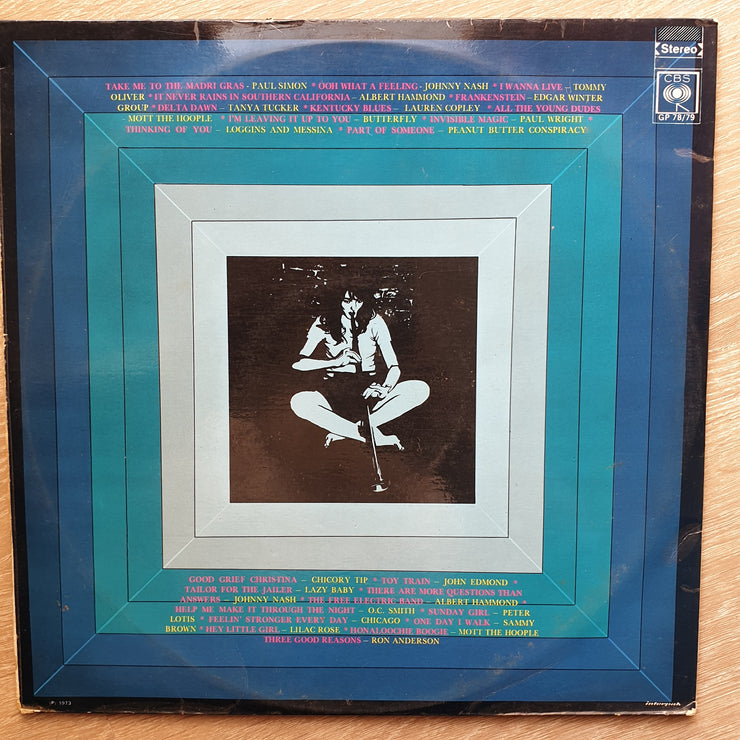 Stereo
CBS
GP 78/79
TAKE ME TO THE MADRI GRAS - PAUL SIMON * OOH WHAT A FEELING - JOHNNY NASH * I WANNA LIVE – TOMMY
OLIVER * IT NEVER RAINS IN SOUTHERN CALIFORNIA – ALBERT HAMMOND * FRANKENSTEIN – EDGAR WINTER
GROUP * DELTA DAWN – TANYA TUCKER * KENTUCKY BLUES – LAUREN COPLEY * ALL THE YOUNG DUDES
– MOTT THE HOOPLE * I'M LEAVING IT UP TO YOU – BUTTERFLY * INVISIBLE MAGIC – PAUL WRIGHT *
THINKING OF YOU – LOGGINS AND MESSINA * PART OF SOMEONE – PEANUT BUTTER CONSPIRACY
GOOD GRIEF CHRISTINA – CHICORY TIP * TOY TRAIN – JOHN EDMOND *
TAILOR FOR THE JAILER – LAZY BABY * THERE ARE MORE QUESTIONS THAN
ANSWERS – JOHNNY NASH * THE FREE ELECTRIC BAND – ALBERT HAMMOND *
HELP ME MAKE IT THROUGH THE NIGHT – O.C. SMITH * SUNDAY GIRL – PETER
LOTIS * FEELIN' STRONGER EVERY DAY – CHICAGO * ONE DAY I WALK – SAMMY
BROWN * HEY LITTLE GIRL – LILAC ROSE * HONALOOCHIE BOOGIE – MOTT THE HOOPLE
THREE GOOD REASONS – RON ANDERSON
(P) 1973
interpak